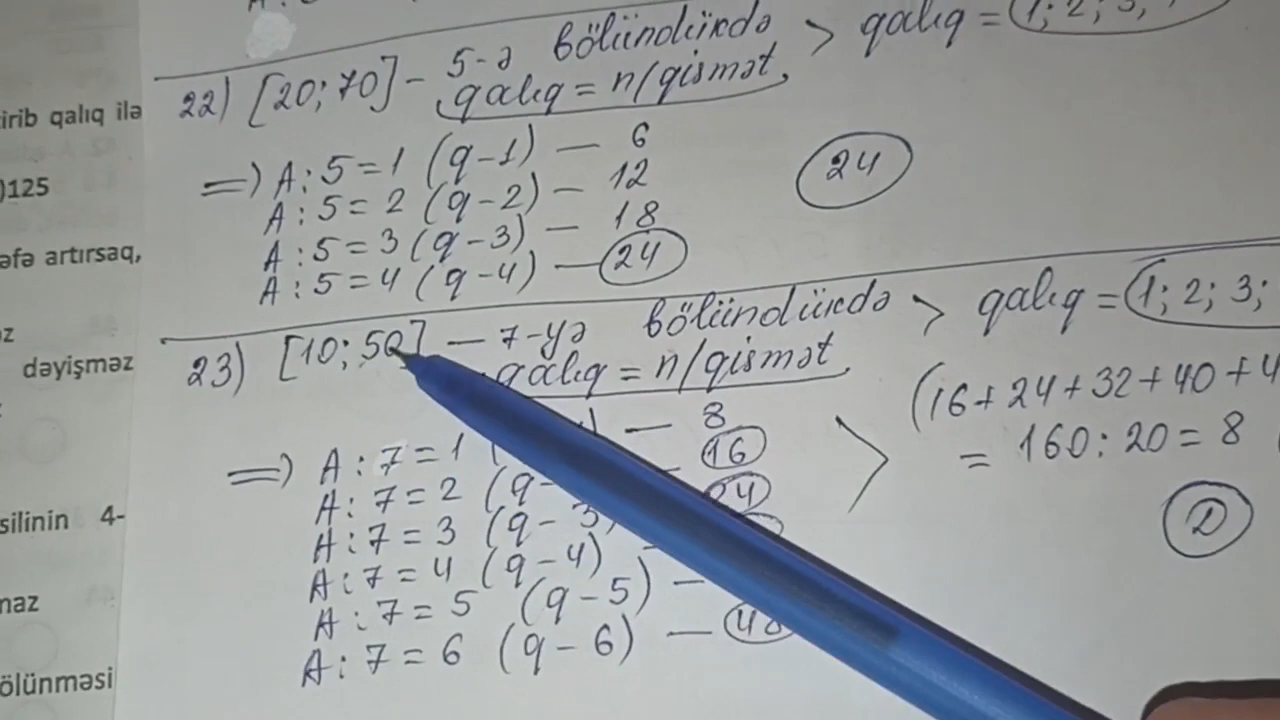 22) [20; 70] – 5-ə bölündükdə > qalıq = (1; 2; 3;
qalıq = n/qismət,
=> A : 5 = 1 (q-1) — 6
A : 5 = 2 (q-2) — 12
A : 5 = 3 (q-3) — 18
A : 5 = 4 (q-4) — 24
24
23) [10; 50] — 7-yə bölündükdə > qalıq = (1; 2; 3;
qalıq = n/qismət,
=> A : 7 = 1 — 8
A : 7 = 2 (q- 16
A : 7 = 3 (q-3) 24
A : 7 = 4 (q-4)
A : 7 = 5 (q-5) —
A : 7 = 6 (q-6) — 48
(16+24+32+40+4
= 160 : 20 = 8
D
irib qalıq ilə
)125
əfə artırsaq,
z
dəyişməz
silinin 4-
maz
ölünməsi